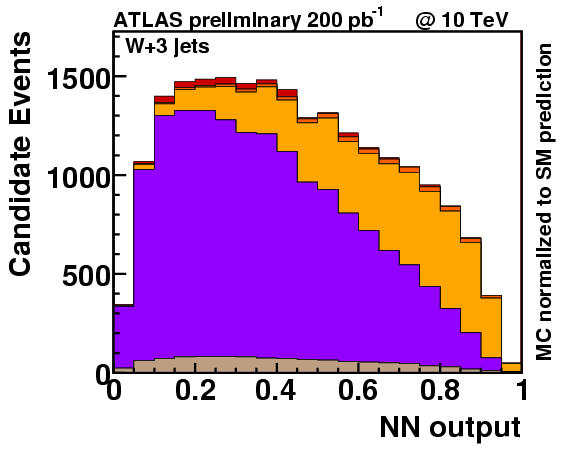 ATLAS preliminary 200 pb-1 @ 10 TeV
W+3 jets
Candidate Events
1500
1000
500
0
0 0.2 0.4 0.6 0.8 1
NN output
MC normalized to SM prediction